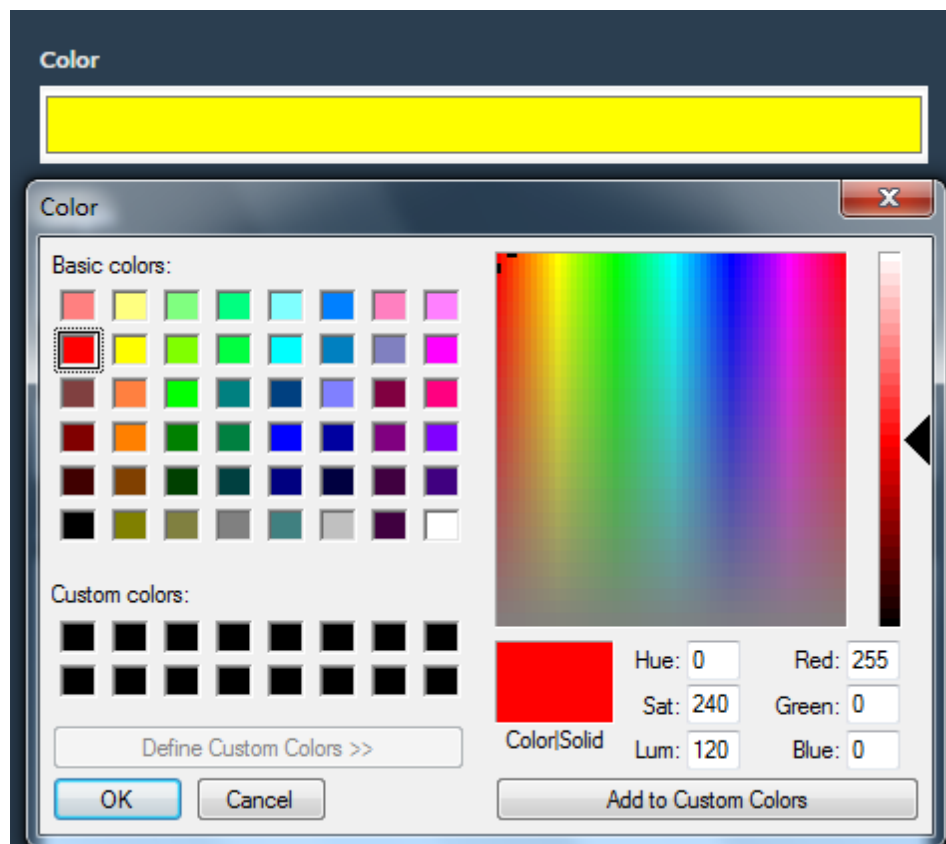 Color
Color
Basic colors:
Custom colors:
Define Custom Colors >>
OK
Cancel
Color|Solid
Hue: 0
Red: 255
Sat: 240
Green: 0
Lum: 120
Blue: 0
Add to Custom Colors